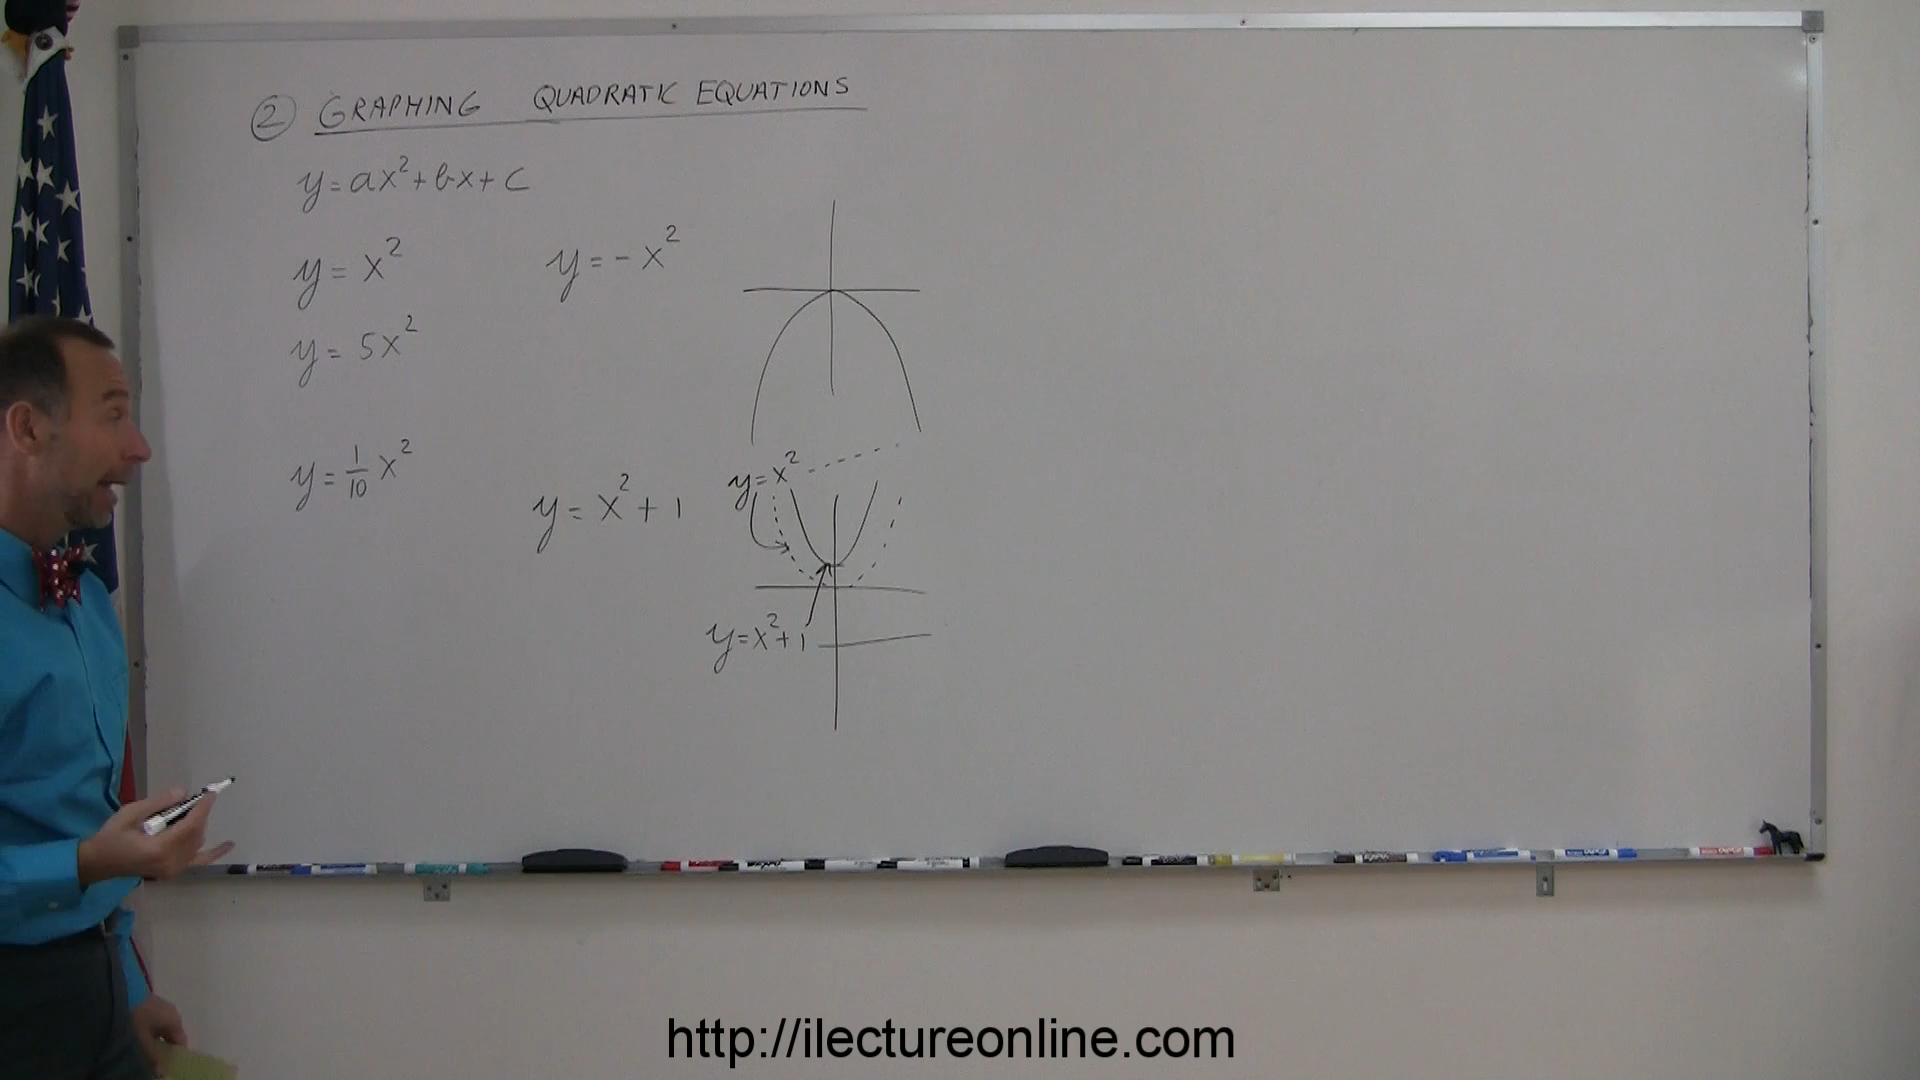 ② GRAPHING QUADRATIC EQUATIONS
y = ax² + bx + c
y = x²
y = -x²
y = 5x²
y = 1/10 x²
y = x² + 1
y = x²
y = x² + 1
http://ilectureonline.com